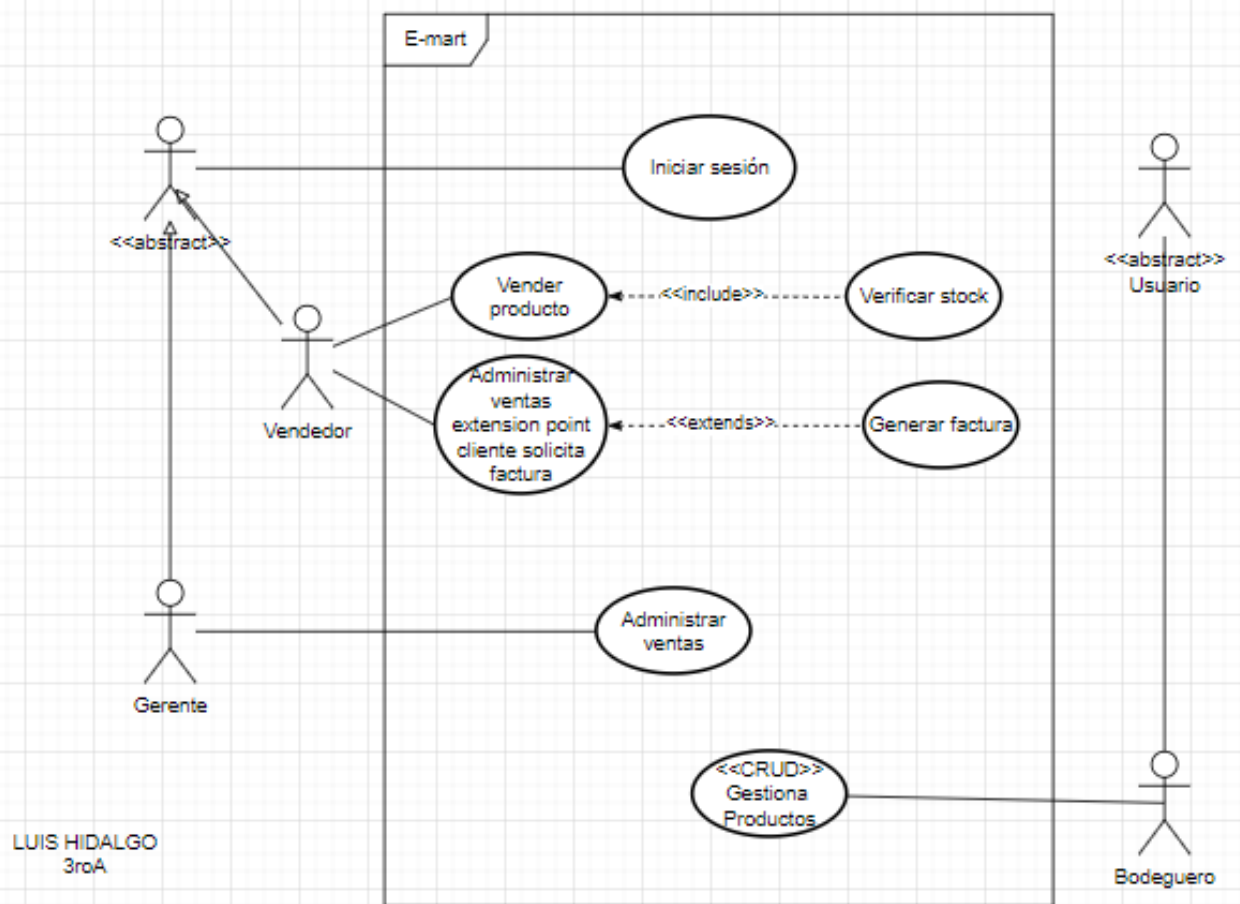 E-mart
Iniciar sesión
<<abstract>>
<<abstract>>
Usuario
Vender
producto
<<include>>
Verificar stock
Vendedor
Administrar
ventas
extension point
cliente solicita
factura
<<extends>>
Generar factura
Gerente
Administrar
ventas
<<CRUD>>
Gestiona
Productos
Bodeguero
LUIS HIDALGO
3roA